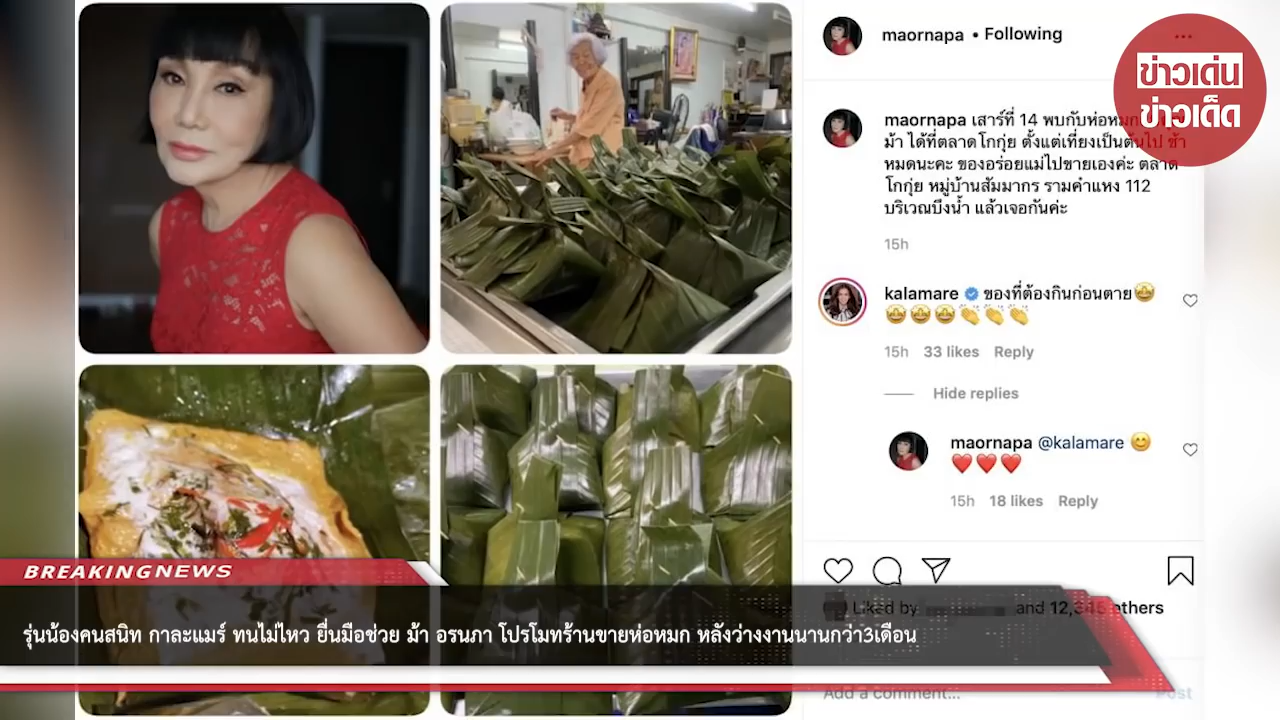 maornapa • Following
ข่าวเด่น
ข่าวเด็ด
maornapa เสาร์ที่ 14 พบกับห่อหมก
ม้า ได้ที่ตลาดโกกุ่ย ตั้งแต่เที่ยงเป็นต้นไป ช้า
หมดนะคะ ของอร่อยแม่ไปขายเองค่ะ ตลาด
โกกุ่ย หมู่บ้านสัมมากร รามคำแหง 112
บริเวณบึงน้ำ แล้วเจอกันค่ะ
15h
kalamare ของที่ต้องกินก่อนตาย🤩
🤩🤩🤩👏👏👏
15h 33 likes Reply
Hide replies
maornapa @kalamare 😊
❤️❤️❤️
15h 18 likes Reply
Liked by and 12,345 others
Add a comment... Post
BREAKING NEWS
รุ่นน้องคนสนิท กาละแมร์ ทนไม่ไหว ยื่นมือช่วย ม้า อรนภา โปรโมทร้านขายห่อหมก หลังว่างงานนานกว่า3เดือน